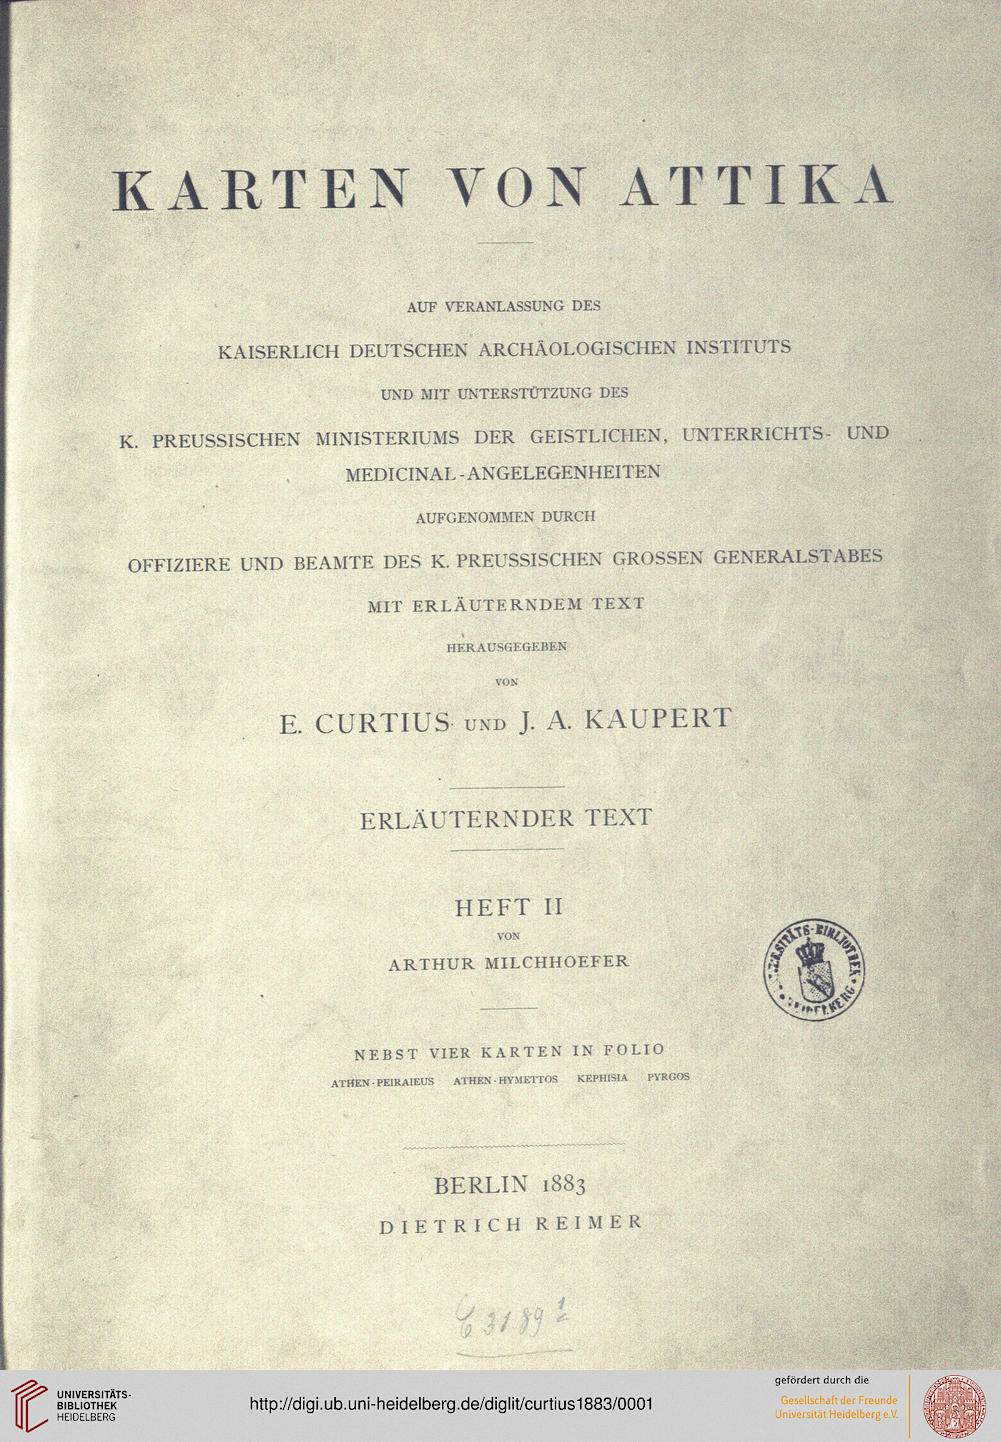 KARTEN VON ATTIKA
AUF VERANLASSUNG DES
KAISERLICH DEUTSCHEN ARCHÄOLOGISCHEN INSTITUTS
UND MIT UNTERSTÜTZUNG DES
K. PREUSSISCHEN MINISTERIUMS DER GEISTLICHEN, UNTERRICHTS- UND
MEDICINAL-ANGELEGENHEITEN
AUFGENOMMEN DURCH
OFFIZIERE UND BEAMTE DES K. PREUSSISCHEN GROSSEN GENERALSTABES
MIT ERLÄUTERNDEM TEXT
HERAUSGEGEBEN
VON
E. CURTIUS UND J. A. KAUPERT
ERLÄUTERNDER TEXT
HEFT II
VON
ARTHUR MILCHHOEFER
NEBST VIER KARTEN IN FOLIO
ATHEN-PEIRAIEUS ATHEN-HYMETTOS KEPHISIA PYRGOS
BERLIN 1883
DIETRICH REIMER
3189
UNIVERSITÄTS-
BIBLIOTHEK
HEIDELBERG
http://digi.ub.uni-heidelberg.de/diglit/curtius1883/0001
gefördert durch die
Gesellschaft der Freunde
Universität Heidelberg e.V.